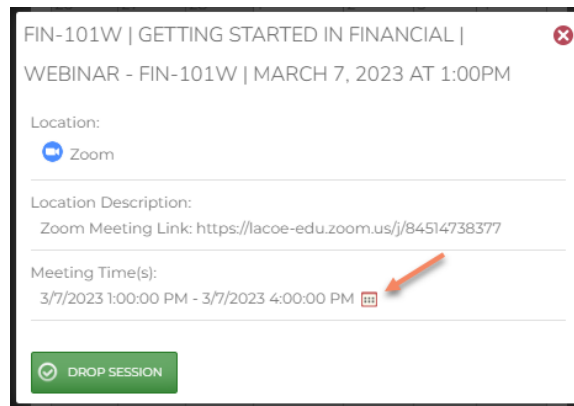 FIN-101W | GETTING STARTED IN FINANCIAL |
WEBINAR - FIN-101W | MARCH 7, 2023 AT 1:00PM
Location:
Zoom
Location Description:
Zoom Meeting Link: https://lacoe-edu.zoom.us/j/84514738377
Meeting Time(s):
3/7/2023 1:00:00 PM - 3/7/2023 4:00:00 PM
DROP SESSION